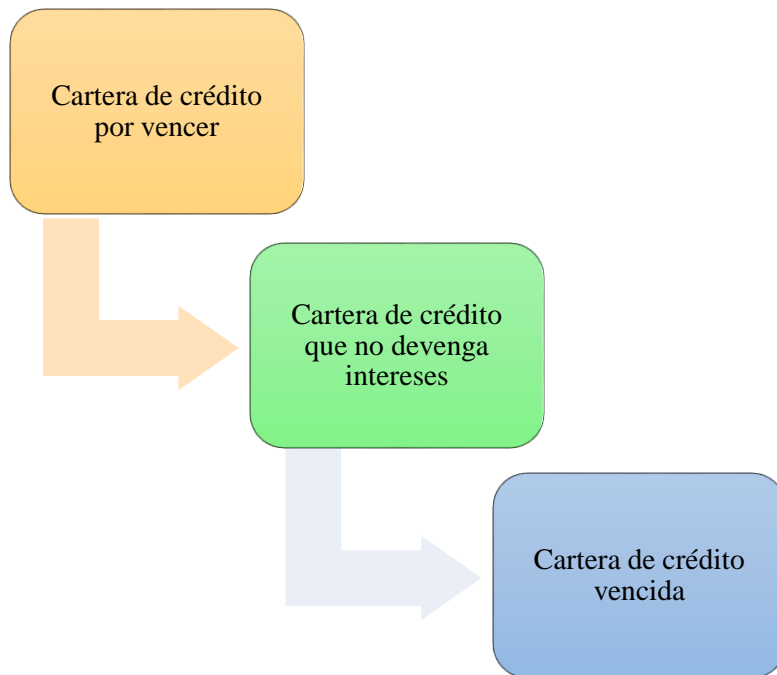 Cartera de crédito
por vencer
Cartera de crédito
que no devenga
intereses
Cartera de crédito
vencida